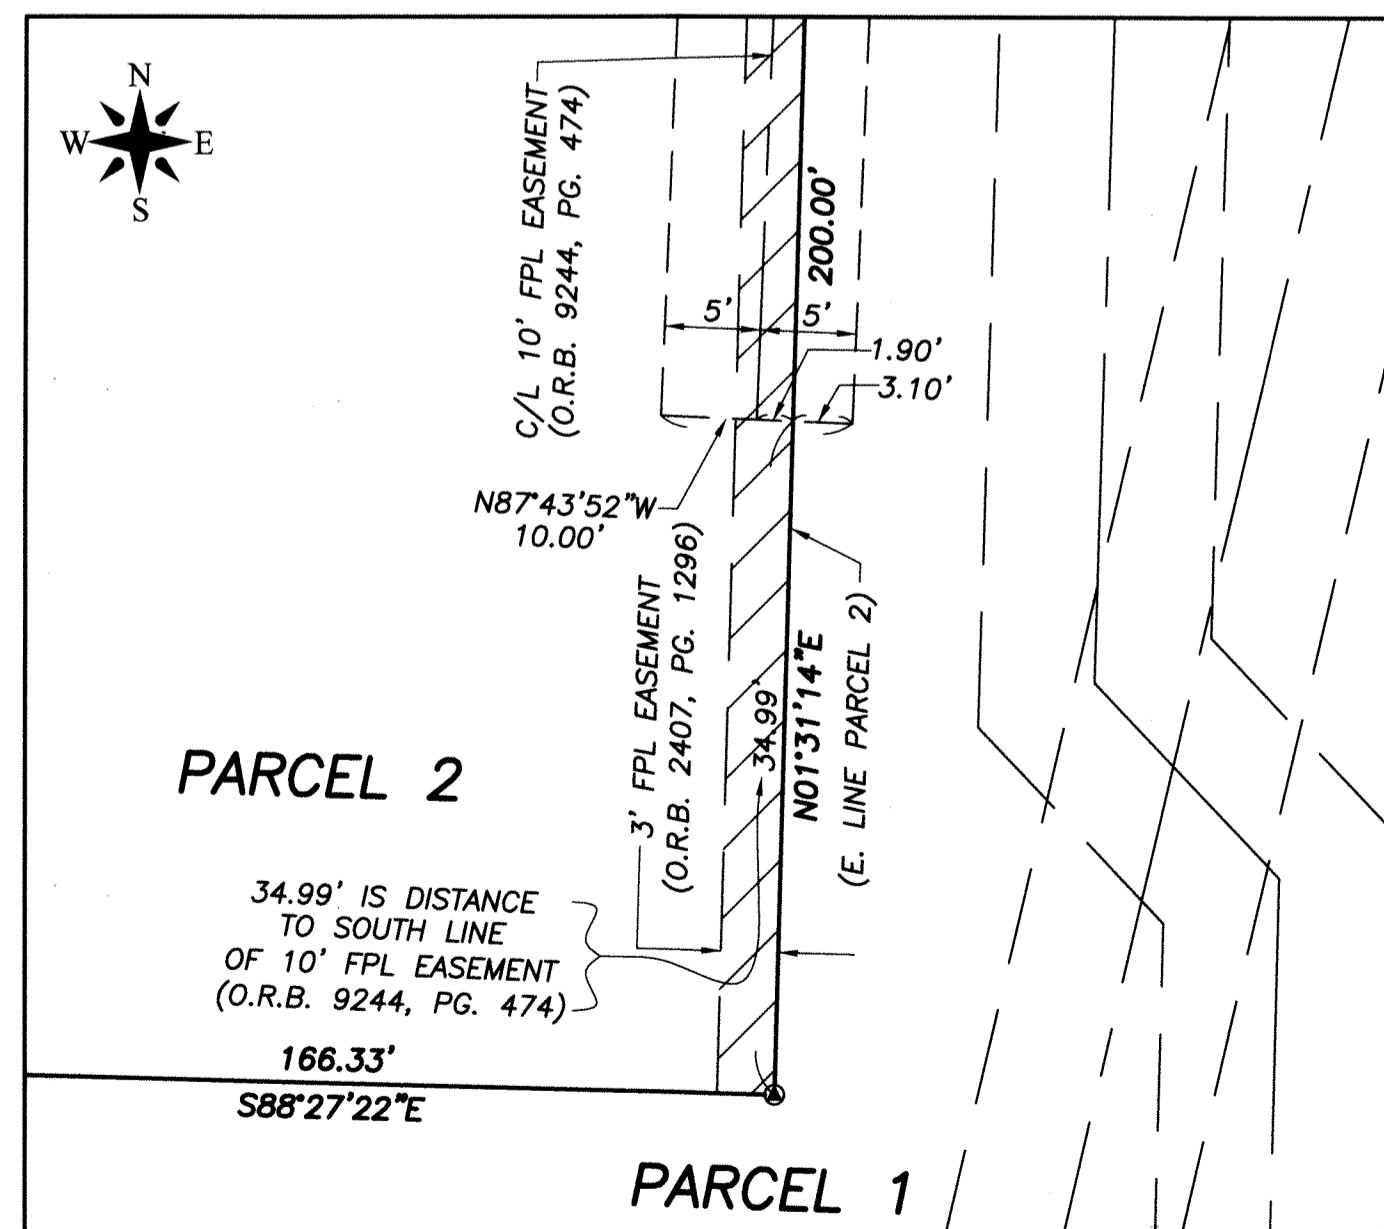 N
W E
S
C/L 10' FPL EASEMENT
(O.R.B. 9244, PG. 474)
200.00'
5' 5'
1.90'
3.10'
N87°43'52"W
10.00'
3' FPL EASEMENT
(O.R.B. 2407, PG. 1296)
34.99'
N01°31'14"E
(E. LINE PARCEL 2)
PARCEL 2
34.99' IS DISTANCE
TO SOUTH LINE
OF 10' FPL EASEMENT
(O.R.B. 9244, PG. 474)
166.33'
S88°27'22"E
PARCEL 1